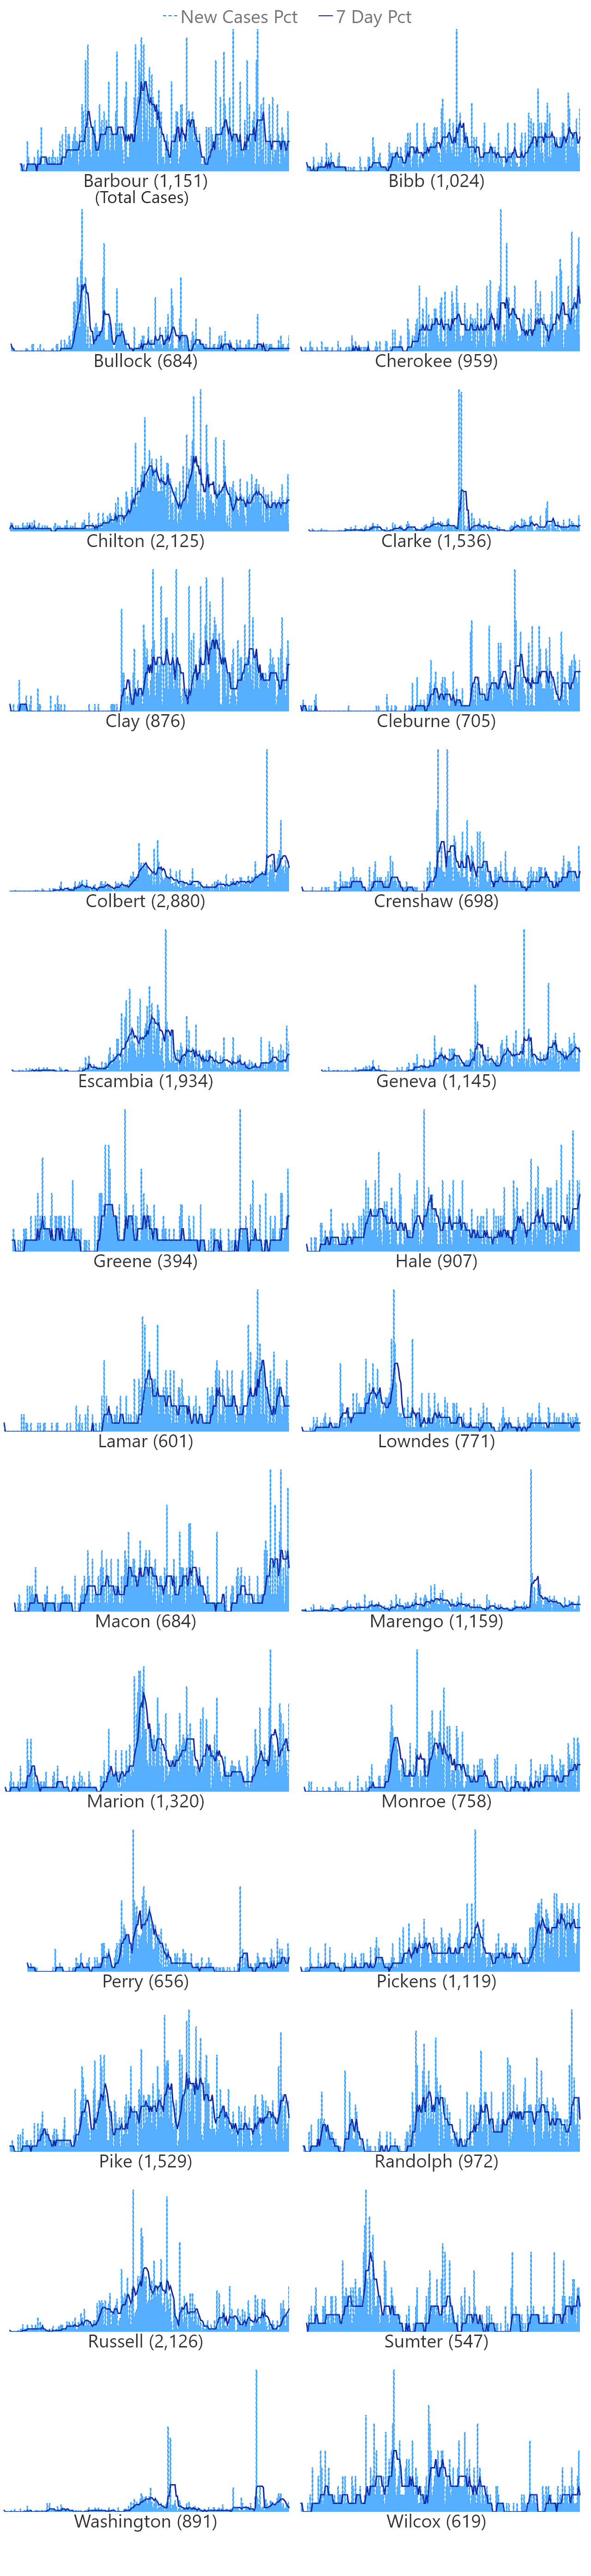 New Cases Pct 7 Day Pct
Barbour (1,151) Bibb (1,024)
(Total Cases)
Bullock (684) Cherokee (959)
Chilton (2,125) Clarke (1,536)
Clay (876) Cleburne (705)
Colbert (2,880) Crenshaw (698)
Escambia (1,934) Geneva (1,145)
Greene (394) Hale (907)
Lamar (601) Lowndes (771)
Macon (684) Marengo (1,159)
Marion (1,320) Monroe (758)
Perry (656) Pickens (1,119)
Pike (1,529) Randolph (972)
Russell (2,126) Sumter (547)
Washington (891) Wilcox (619)